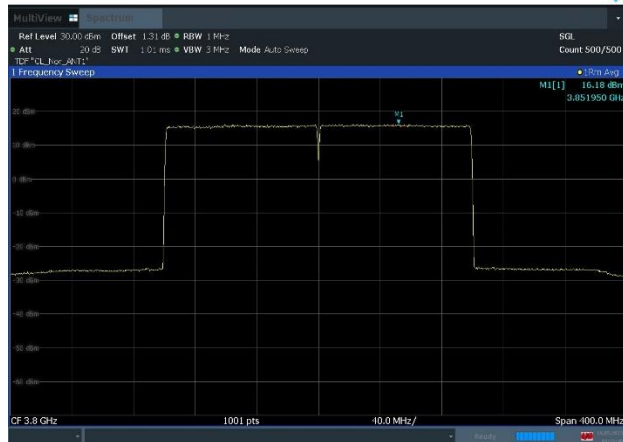 MultiView Spectrum
Ref Level 30.00 dBm Offset 1.31 dB RBW 1 MHz SGL
Att 20 dB SWT 1.01 ms VBW 3 MHz Mode Auto Sweep Count 500/500
TDF "CL_Nor_ANT1"
1 Frequency Sweep 1Rm Avg
M1[1] 16.18 dBm
3.851950 GHz
M1
20 dBm
10 dBm
0 dBm
-10 dBm
-20 dBm
-30 dBm
-40 dBm
-50 dBm
-60 dBm
CF 3.8 GHz 1001 pts 40.0 MHz/ Span 400.0 MHz
Ready